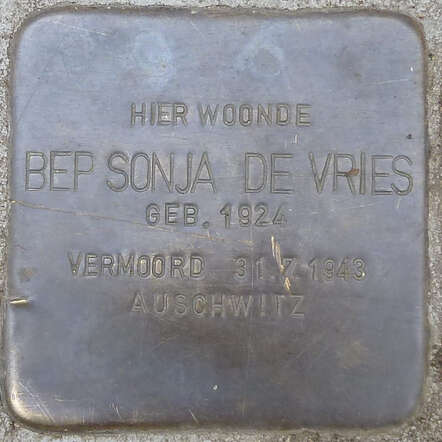 HIER WOONDE
BEP SONJA DE VRIES
GEB. 1924
VERMOORD 31.7.1943
AUSCHWITZ